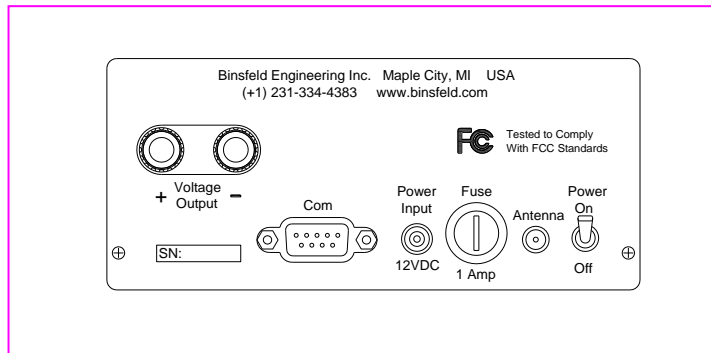 Binsfeld Engineering Inc. Maple City, MI USA
(+1) 231-334-4383 www.binsfeld.com
FC Tested to Comply
With FCC Standards
+ Voltage −
Output
Com
Power
Input
12VDC
Fuse
1 Amp
Antenna
Power
On
Off
SN: